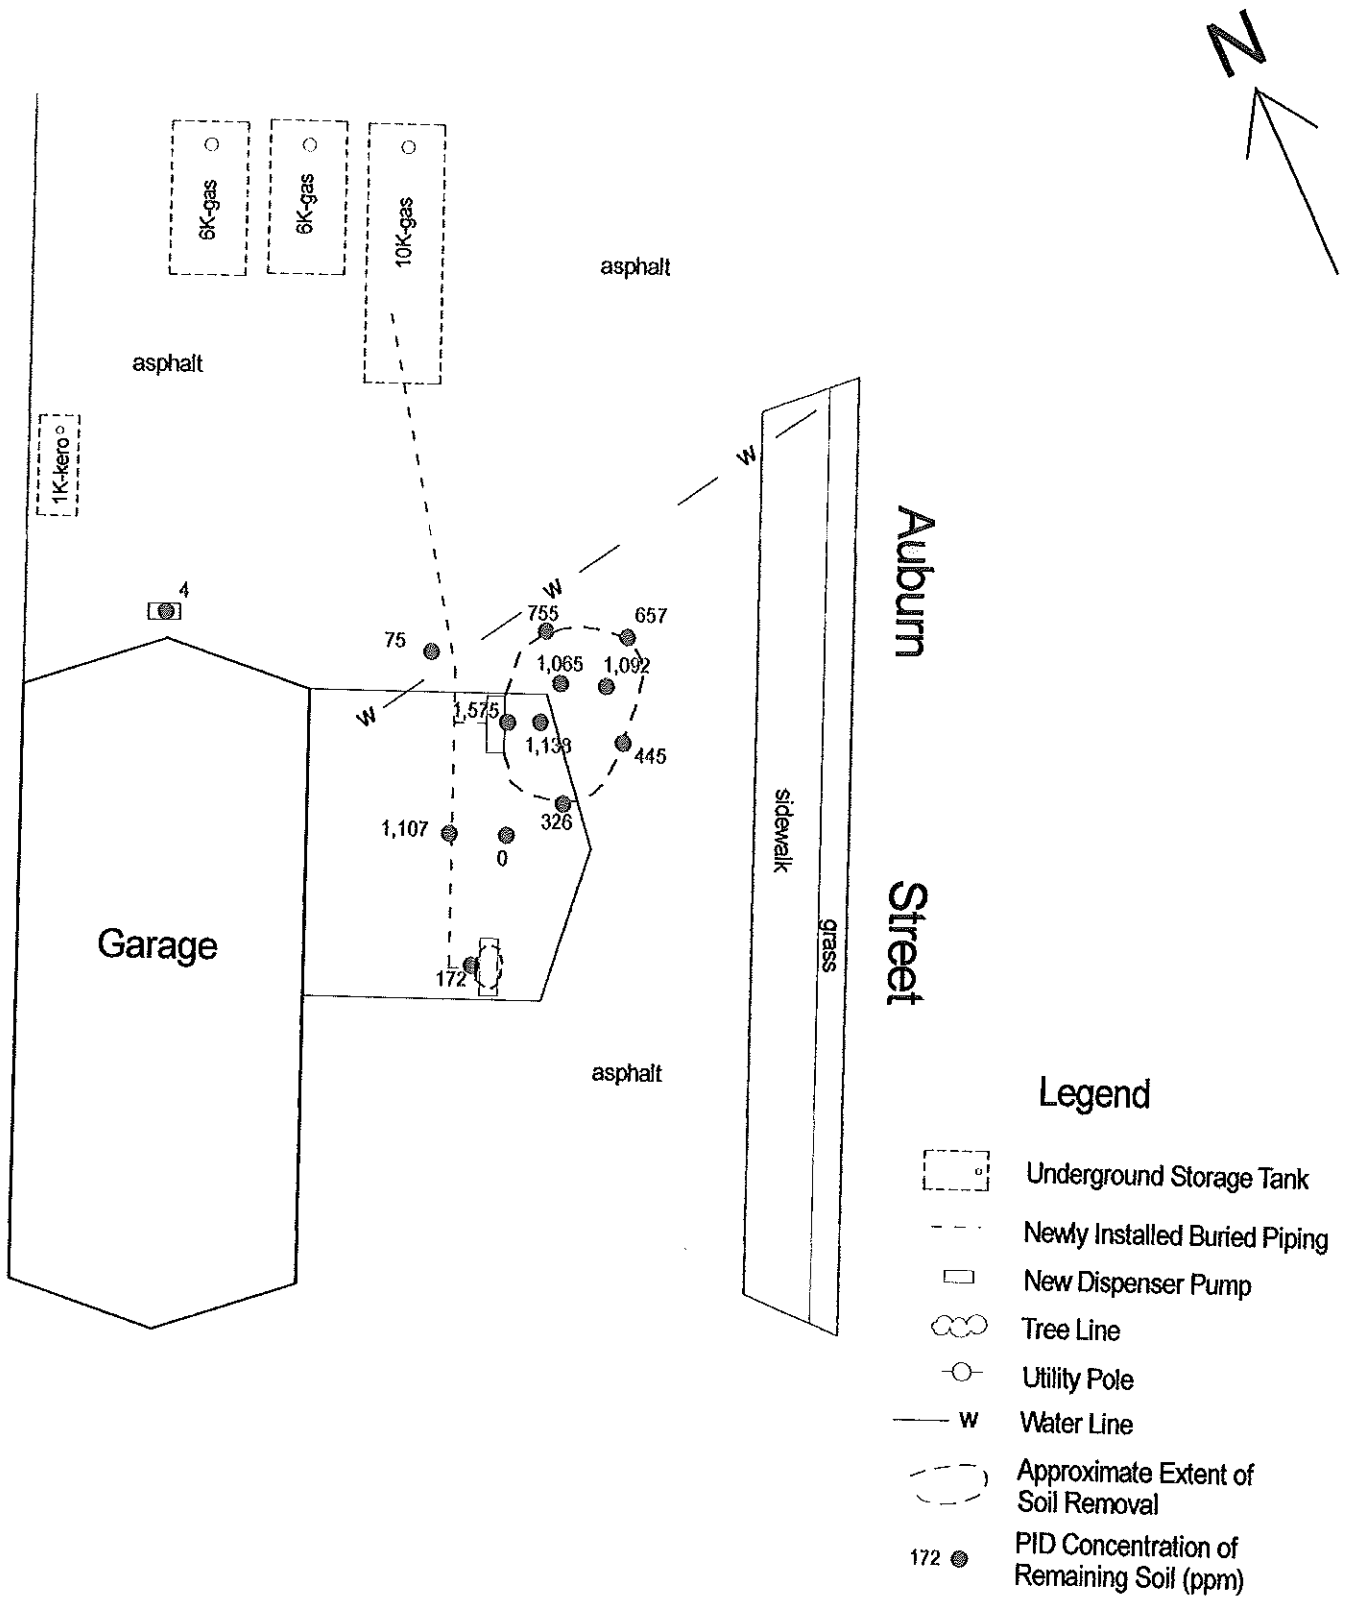 N
6K-gas
6K-gas
10K-gas
asphalt
asphalt
1K-kero
W
Auburn
4
W
755
657
75
1,065
1,092
W
1,575
1,138
445
326
1,107
0
sidewalk
Street
grass
Garage
172
asphalt
Legend
Underground Storage Tank
Newly Installed Buried Piping
New Dispenser Pump
Tree Line
Utility Pole
W Water Line
Approximate Extent of
Soil Removal
172 PID Concentration of
Remaining Soil (ppm)